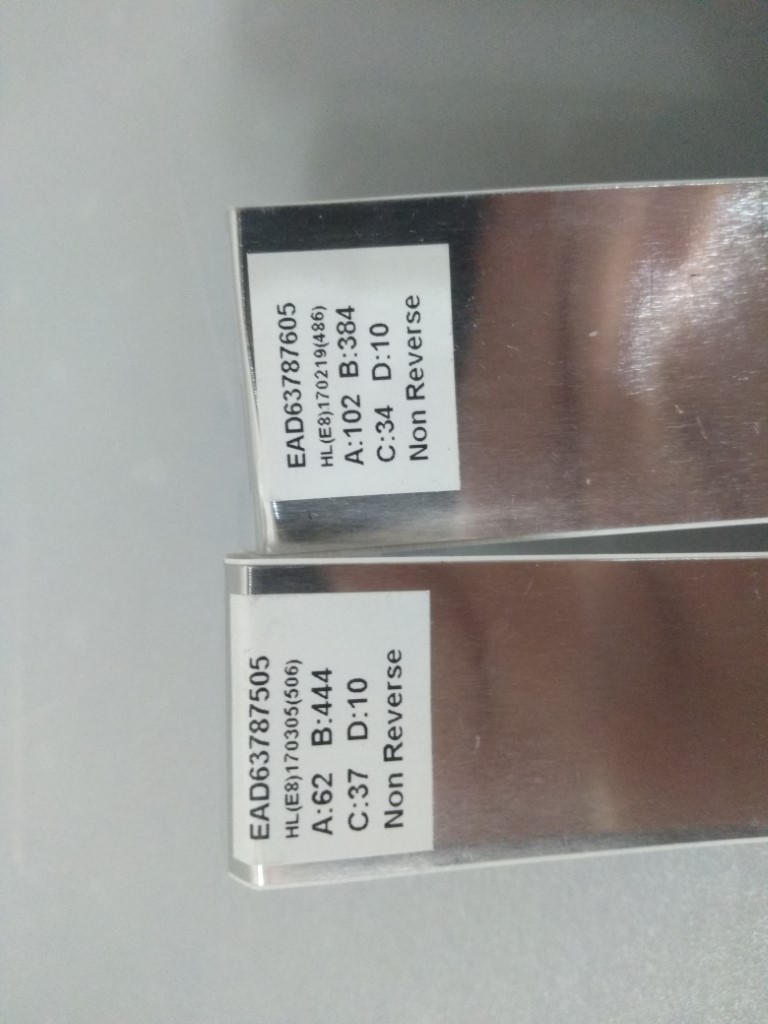 EAD63787605
HL(E8)170219(486)
A:102 B:384
C:34 D:10
Non Reverse
EAD63787505
HL(E8)170305(506)
A:62 B:444
C:37 D:10
Non Reverse